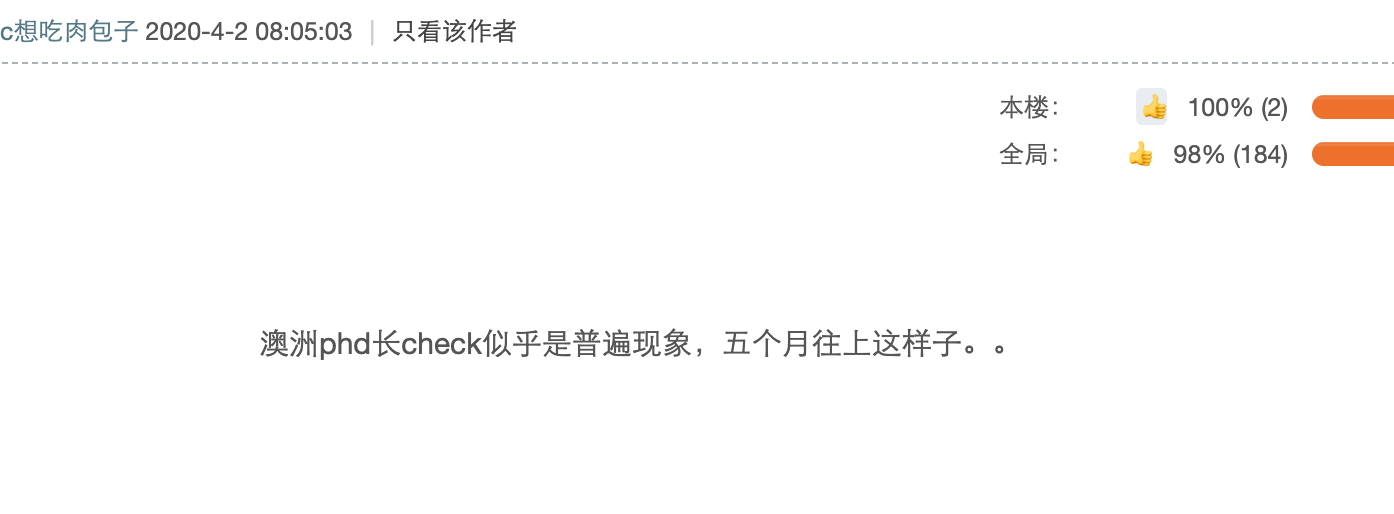 c想吃肉包子 2020-4-2 08:05:03 | 只看该作者
本楼： 👍 100% (2)
全局： 👍 98% (184)
澳洲phd长check似乎是普遍现象，五个月往上这样子。。